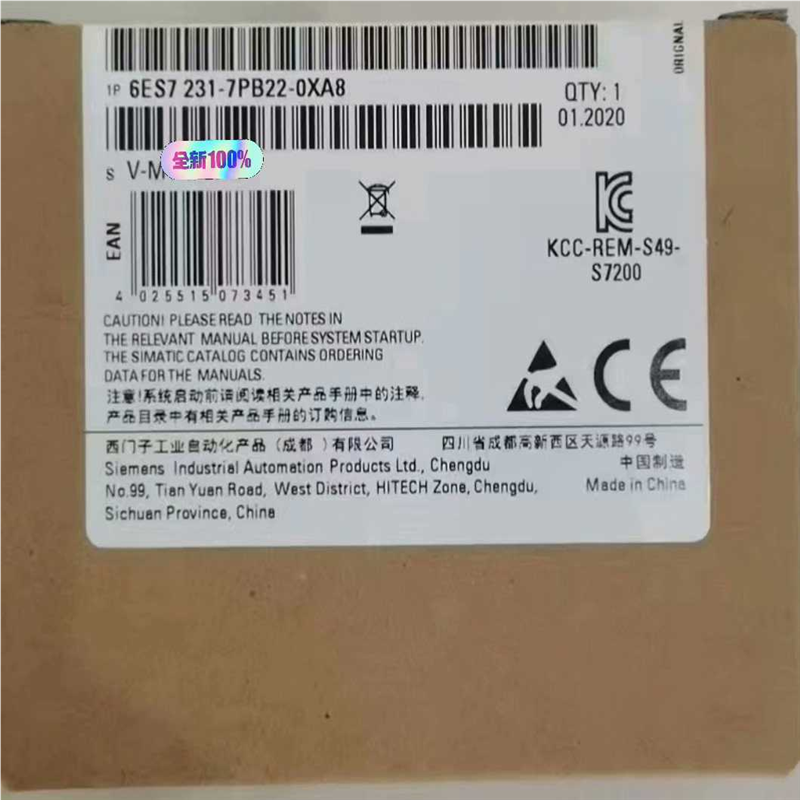 ORIGNAL
1P 6ES7 231-7PB22-0XA8
QTY: 1
01.2020
S V-M
全新100%
EAN
4 025515 073451
KCC-REM-S49-
S7200
CAUTION! PLEASE READ THE NOTES IN
THE RELEVANT MANUAL BEFORE SYSTEM STARTUP.
THE SIMATIC CATALOG CONTAINS ORDERING
DATA FOR THE MANUALS.
注意!系统启动前请阅读相关产品手册中的注释,
产品目录中有相关产品手册的订购信息。
CE
西门子工业自动化产品（成都）有限公司 四川省成都高新西区天源路99号
Siemens Industrial Automation Products Ltd., Chengdu 中国制造
No.99, Tian Yuan Road, West District, HITECH Zone, Chengdu, Made in China
Sichuan Province, China